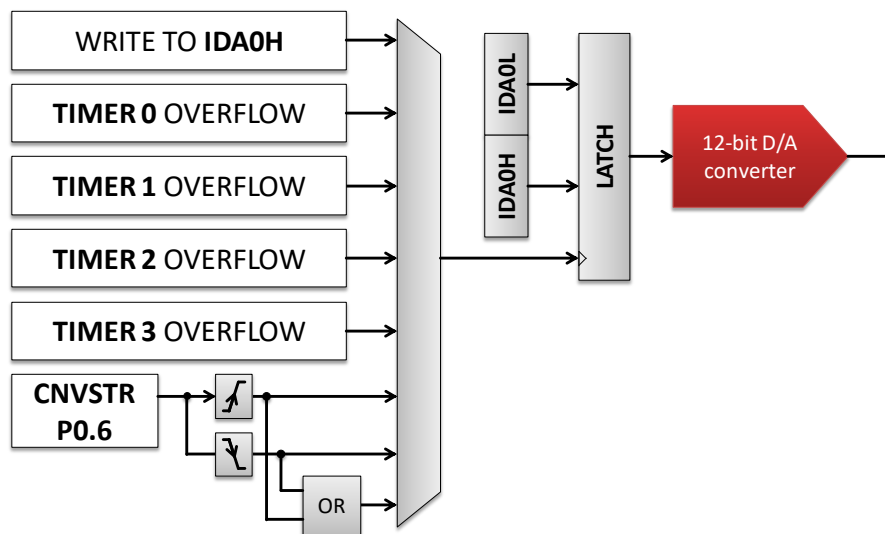 WRITE TO IDA0H
TIMER 0 OVERFLOW
TIMER 1 OVERFLOW
TIMER 2 OVERFLOW
TIMER 3 OVERFLOW
CNVSTR
P0.6
OR
IDA0L
IDA0H
LATCH
12-bit D/A
converter